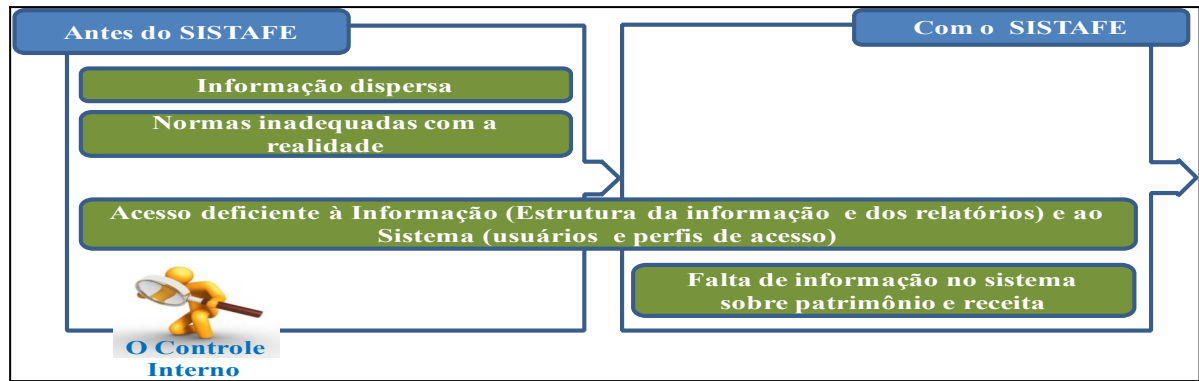 Antes do SISTAFE
Com o SISTAFE
Informação dispersa
Normas inadequadas com a
realidade
Acesso deficiente à Informação (Estrutura da informação e dos relatórios) e ao
Sistema (usuários e perfis de acesso)
Falta de informação no sistema
sobre patrimônio e receita
O Controle
Interno